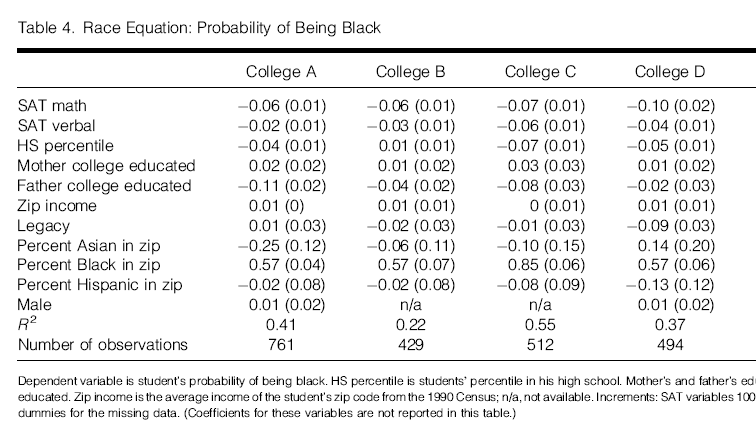 Table 4. Race Equation: Probability of Being Black
College A College B College C College D
SAT math −0.06 (0.01) −0.06 (0.01) −0.07 (0.01) −0.10 (0.02)
SAT verbal −0.02 (0.01) −0.03 (0.01) −0.06 (0.01) −0.04 (0.01)
HS percentile −0.04 (0.01) 0.01 (0.01) −0.07 (0.01) −0.05 (0.01)
Mother college educated 0.02 (0.02) 0.01 (0.02) 0.03 (0.03) 0.01 (0.02)
Father college educated −0.11 (0.02) −0.04 (0.02) −0.08 (0.03) −0.02 (0.03)
Zip income 0.01 (0) 0.01 (0.01) 0 (0.01) 0.01 (0.01)
Legacy 0.01 (0.03) −0.02 (0.03) −0.01 (0.03) −0.09 (0.03)
Percent Asian in zip −0.25 (0.12) −0.06 (0.11) −0.10 (0.15) 0.14 (0.20)
Percent Black in zip 0.57 (0.04) 0.57 (0.07) 0.85 (0.06) 0.57 (0.06)
Percent Hispanic in zip −0.02 (0.08) −0.02 (0.08) −0.08 (0.09) −0.13 (0.12)
Male 0.01 (0.02) n/a n/a 0.01 (0.02)
R² 0.41 0.22 0.55 0.37
Number of observations 761 429 512 494
Dependent variable is student's probability of being black. HS percentile is students' percentile in his high school. Mother's and father's edu
educated. Zip income is the average income of the student's zip code from the 1990 Census; n/a, not available. Increments: SAT variables 100
dummies for the missing data. (Coefficients for these variables are not reported in this table.)